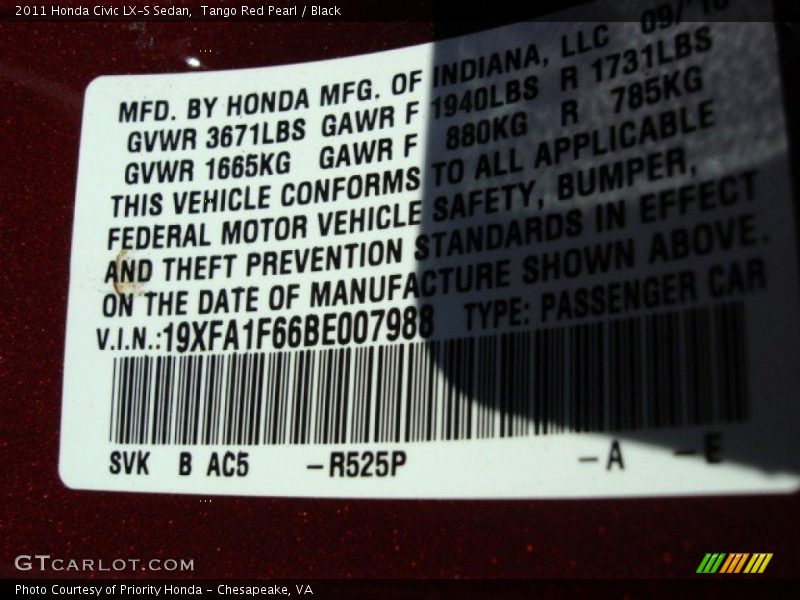 2011 Honda Civic LX-S Sedan, Tango Red Pearl / Black
MFD. BY HONDA MFG. OF INDIANA, LLC 09/10
GVWR 3671LBS GAWR F 1940LBS R 1731LBS
GVWR 1665KG GAWR F 880KG R 785KG
THIS VEHICLE CONFORMS TO ALL APPLICABLE
FEDERAL MOTOR VEHICLE SAFETY, BUMPER,
AND THEFT PREVENTION STANDARDS IN EFFECT
ON THE DATE OF MANUFACTURE SHOWN ABOVE.
V.I.N.:19XFA1F66BE007988 TYPE: PASSENGER CAR
SVK B AC5 –R525P –A –E
GTCARLOT.COM
Photo Courtesy of Priority Honda - Chesapeake, VA